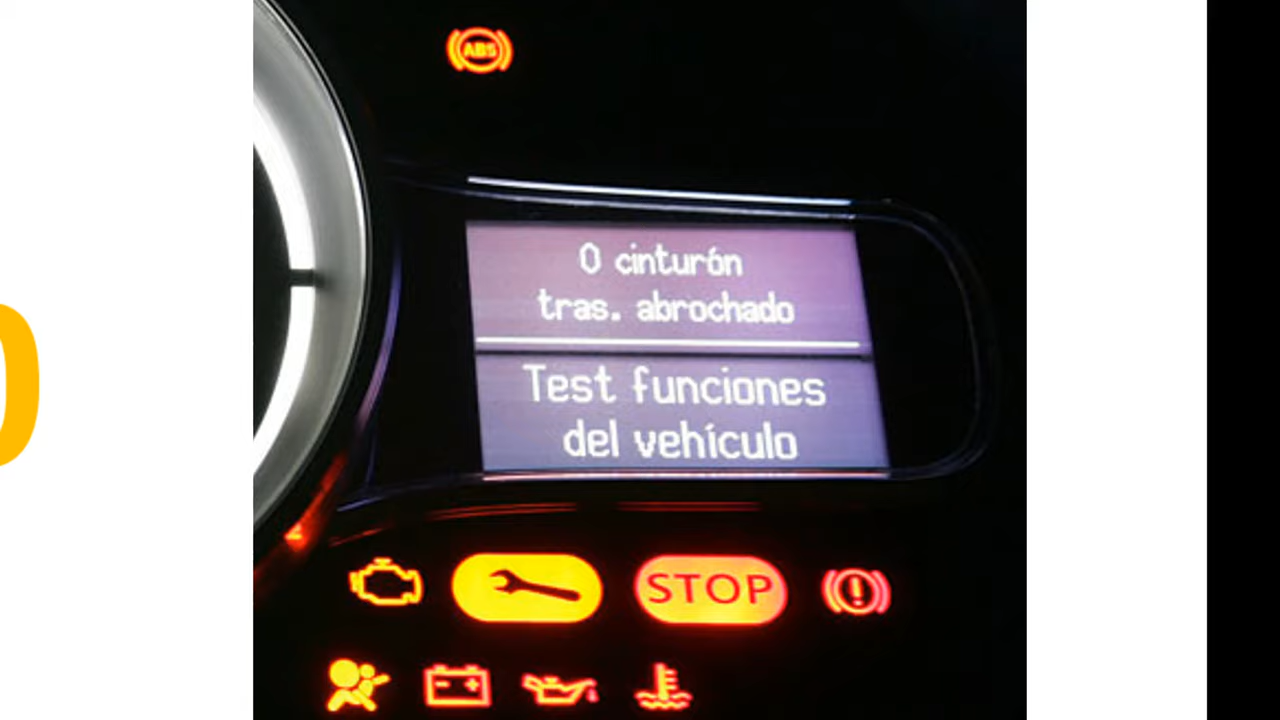 ABS
0 cinturón
tras. abrochado
Test funciones
del vehículo
STOP